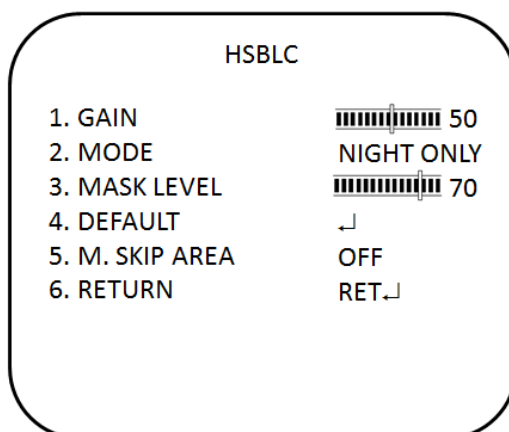 HSBLC
1. GAIN 50
2. MODE NIGHT ONLY
3. MASK LEVEL 70
4. DEFAULT ↵
5. M. SKIP AREA OFF
6. RETURN RET↵